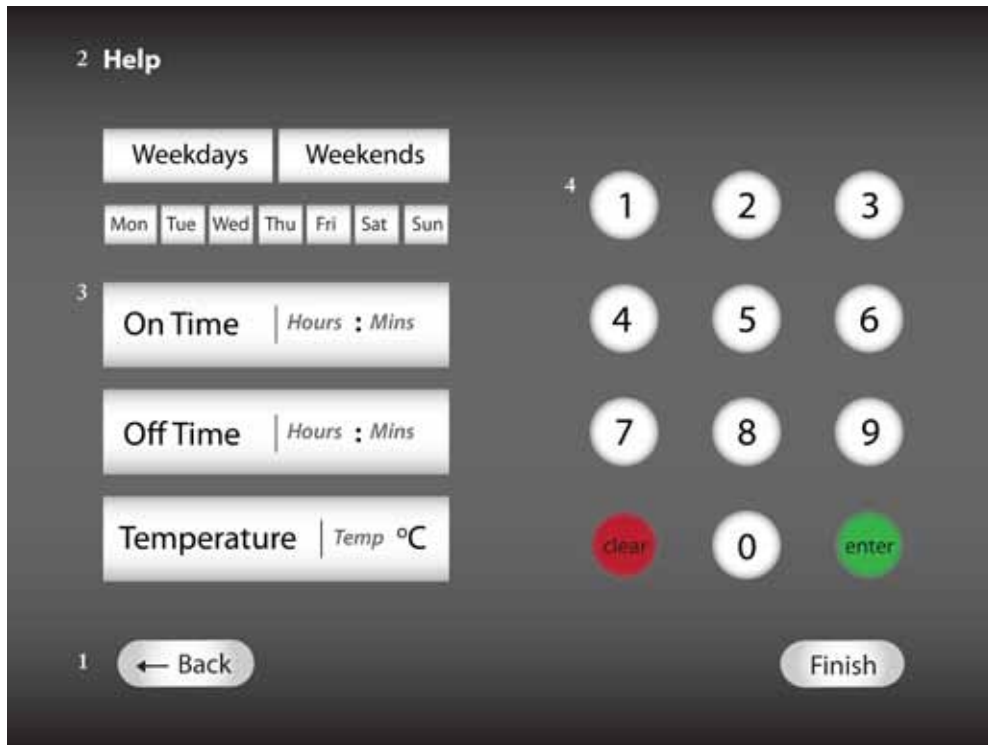 2 Help
Weekdays Weekends
Mon Tue Wed Thu Fri Sat Sun
3 On Time Hours : Mins
Off Time Hours : Mins
Temperature Temp °C
4 1 2 3
4 5 6
7 8 9
clear 0 enter
1 ← Back Finish